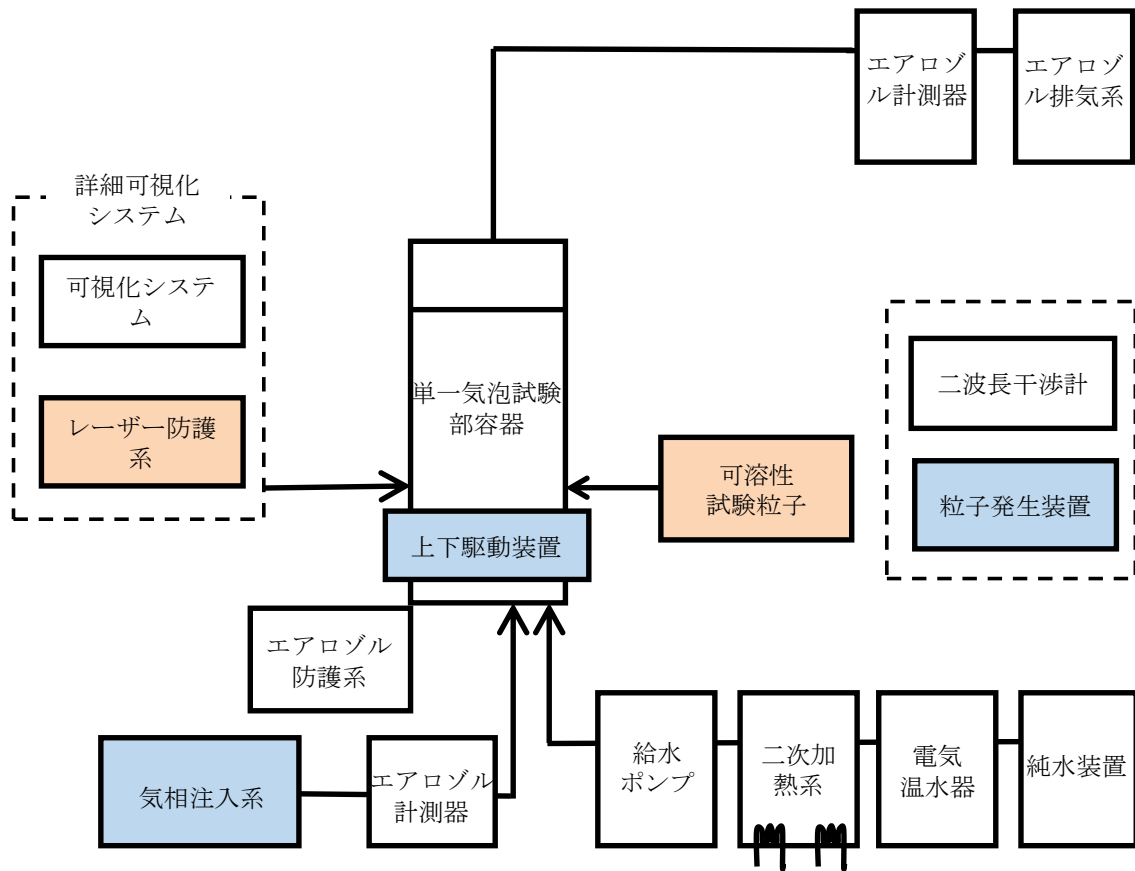 エアロゾ
ル計測器
エアロゾ
ル排気系
詳細可視化
システム
可視化システ
ム
レーザー防護
系
単一気泡試験
部容器
上下駆動装置
可溶性
試験粒子
二波長干渉計
粒子発生装置
エアロゾル
防護系
気相注入系
エアロゾル
計測器
給水
ポンプ
二次加
熱系
電気
温水器
純水装置